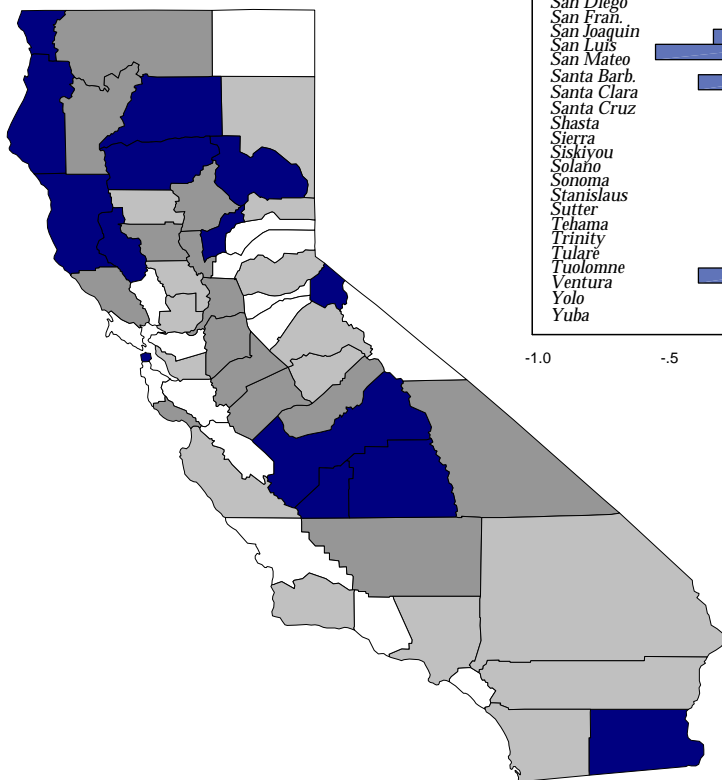 San Diego
San Fran.
San Joaquin
San Luis
San Mateo
Santa Barb.
Santa Clara
Santa Cruz
Shasta
Sierra
Siskiyou
Solano
Sonoma
Stanislaus
Sutter
Tehama
Trinity
Tulare
Tuolomne
Ventura
Yolo
Yuba
-1.0 -.5